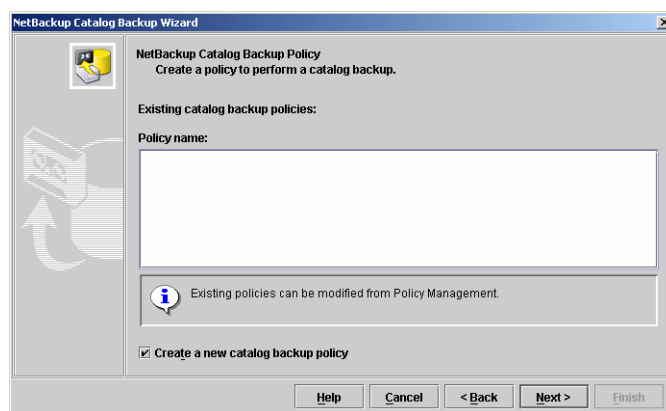 NetBackup Catalog Backup Wizard
NetBackup Catalog Backup Policy
Create a policy to perform a catalog backup.
Existing catalog backup policies:
Policy name:
Existing policies can be modified from Policy Management.
Create a new catalog backup policy
Help
Cancel
< Back
Next >
Finish